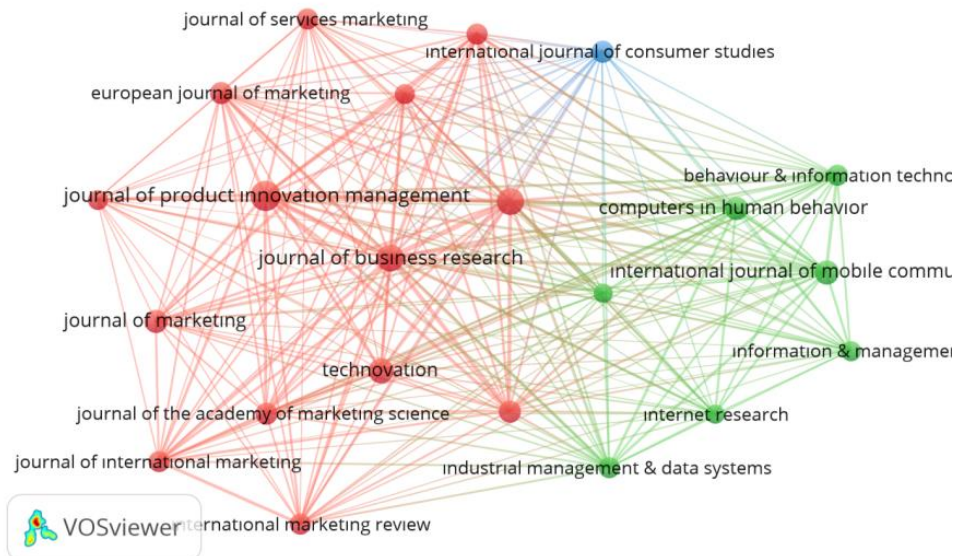 journal of services marketing
international journal of consumer studies
european journal of marketing
behaviour & information techno
journal of product innovation management
computers in human behavior
journal of business research
international journal of mobile commu
journal of marketing
information & managemen
technovation
journal of the academy of marketing science
internet research
journal of international marketing
industrial management & data systems
VOSviewer
international marketing review